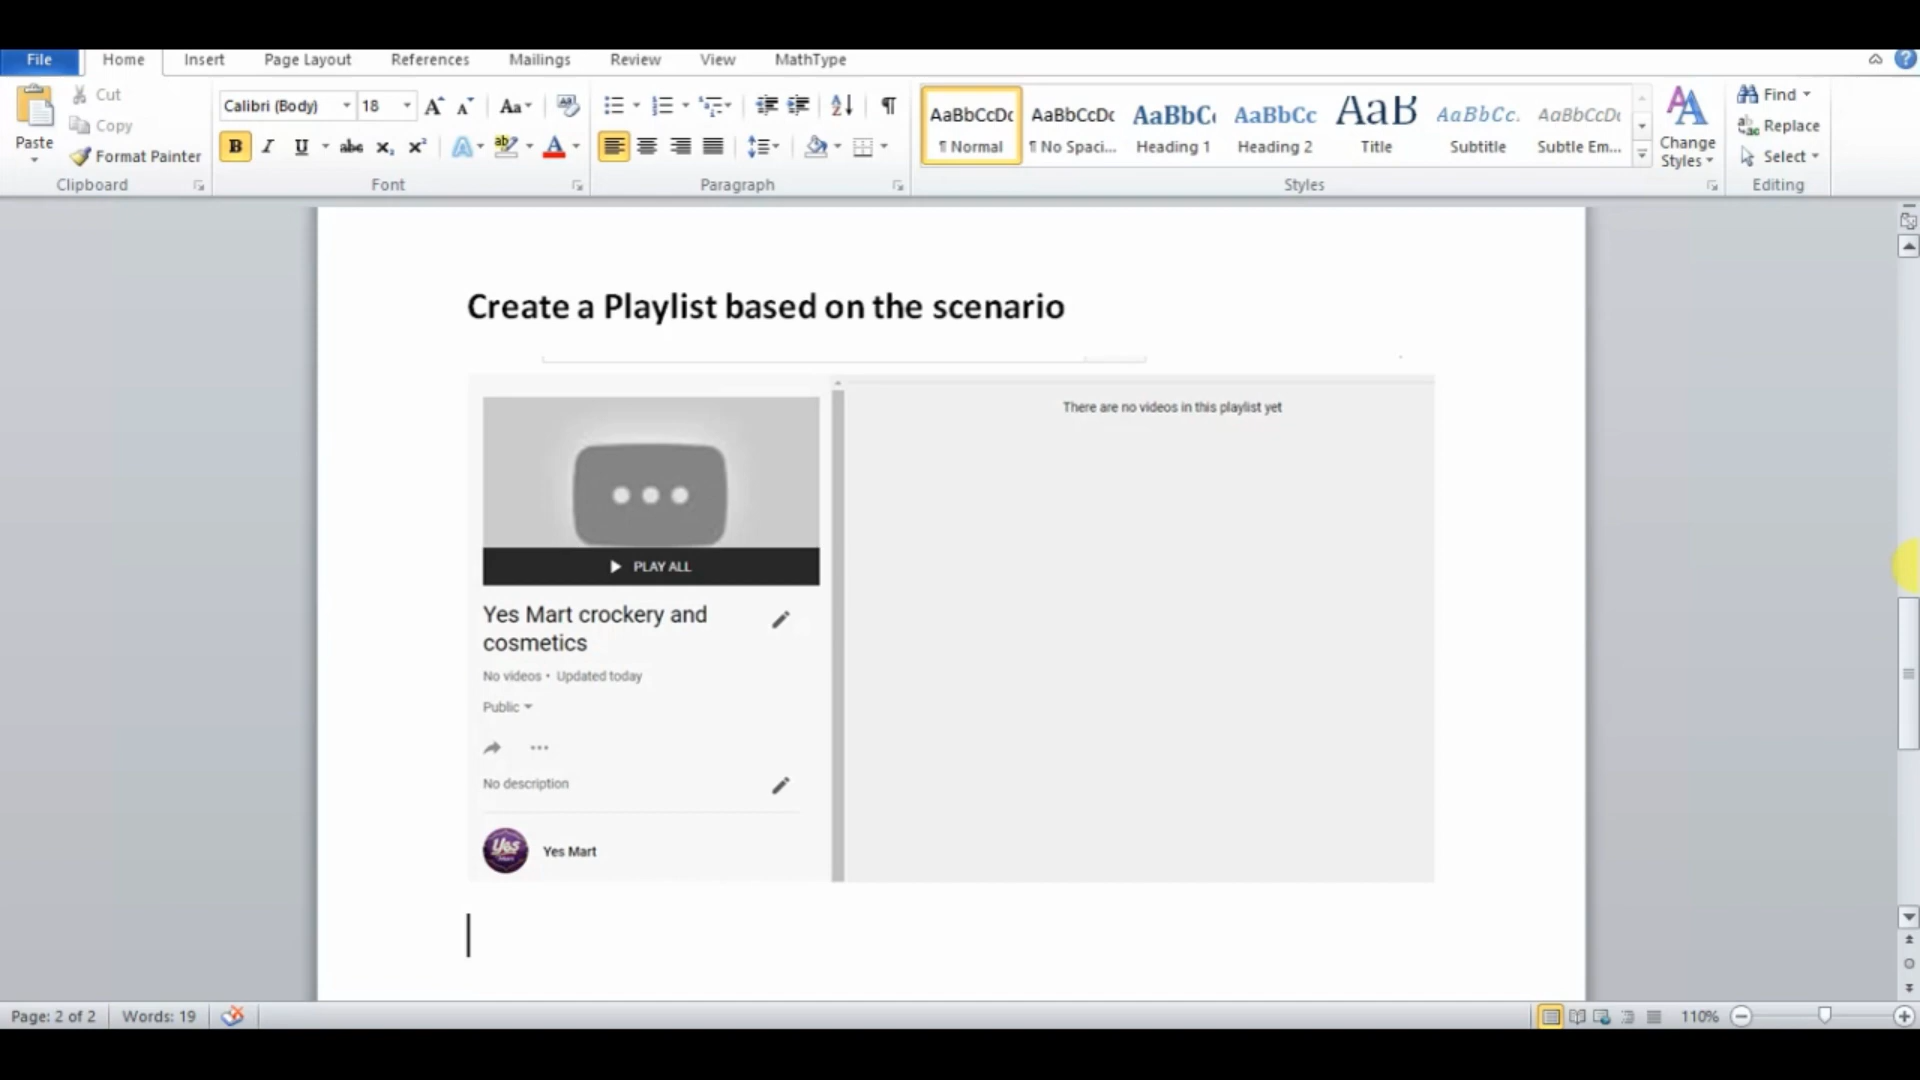 File Home Insert Page Layout References Mailings Review View MathType
Paste
Cut
Copy
Format Painter
Clipboard
Calibri (Body) 18
Font
Paragraph
AaBbCcDc AaBbCcDc AaBbC AaBbCc AaB AaBbCc. AaBbCcDc
¶ Normal ¶ No Spaci... Heading 1 Heading 2 Title Subtitle Subtle Em...
Styles
Change
Styles
Find
Replace
Select
Editing
Create a Playlist based on the scenario
There are no videos in this playlist yet
PLAY ALL
Yes Mart crockery and
cosmetics
No videos • Updated today
Public
No description
Yes Mart
Yes Mart
Page: 2 of 2 Words: 19 110%